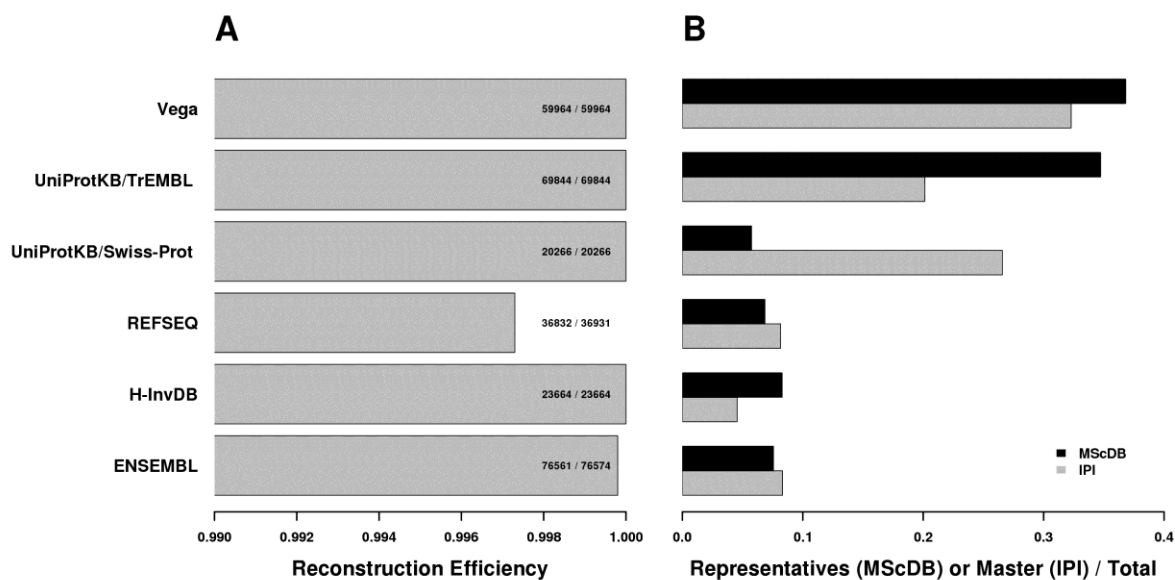 A
B
Vega
59964 / 59964
UniProtKB/TrEMBL
69844 / 69844
UniProtKB/Swiss-Prot
20266 / 20266
REFSEQ
36832 / 36931
H-InvDB
23664 / 23664
ENSEMBL
76561 / 76574
MScDB
IPI
0.990 0.992 0.994 0.996 0.998 1.000
0.0 0.1 0.2 0.3 0.4
Reconstruction Efficiency
Representatives (MScDB) or Master (IPI) / Total